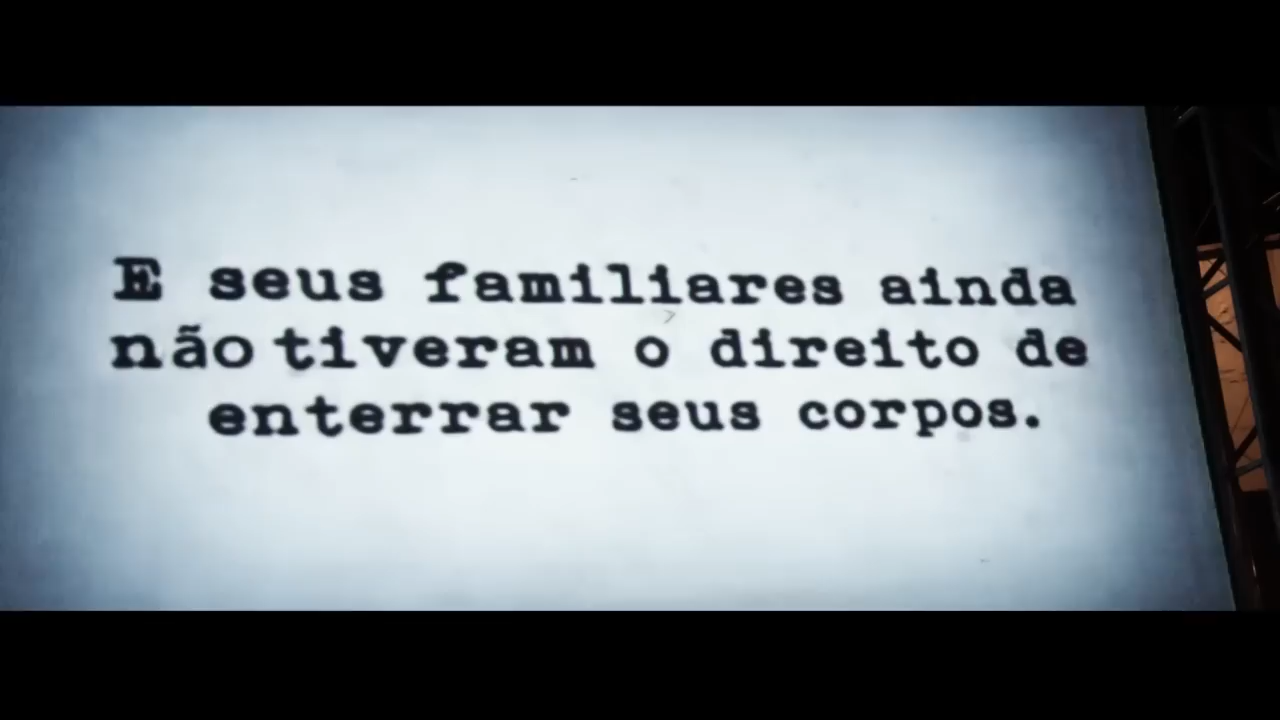 E seus familiares ainda
não tiveram o direito de
enterrar seus corpos.